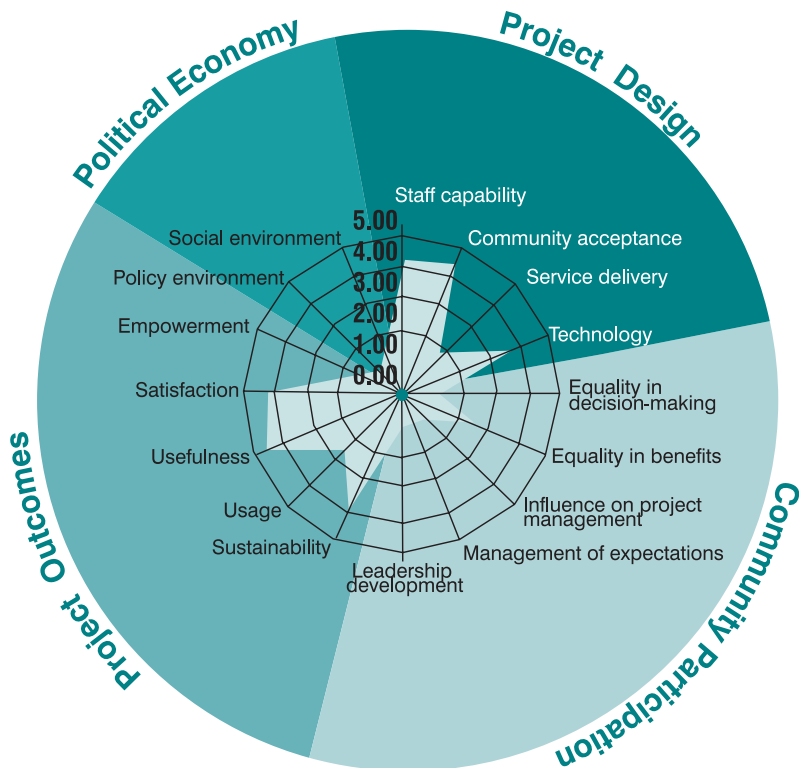 Political Economy
Project Design
Staff capability
5.00
Social environment
Community acceptance
4.00
Policy environment
Service delivery
3.00
Empowerment
2.00
Technology
1.00
0.00
Satisfaction
Equality in
decision-making
Usefulness
Equality in benefits
Usage
Influence on project
management
Sustainability
Management of expectations
Leadership
development
Project Outcomes
Community Participation